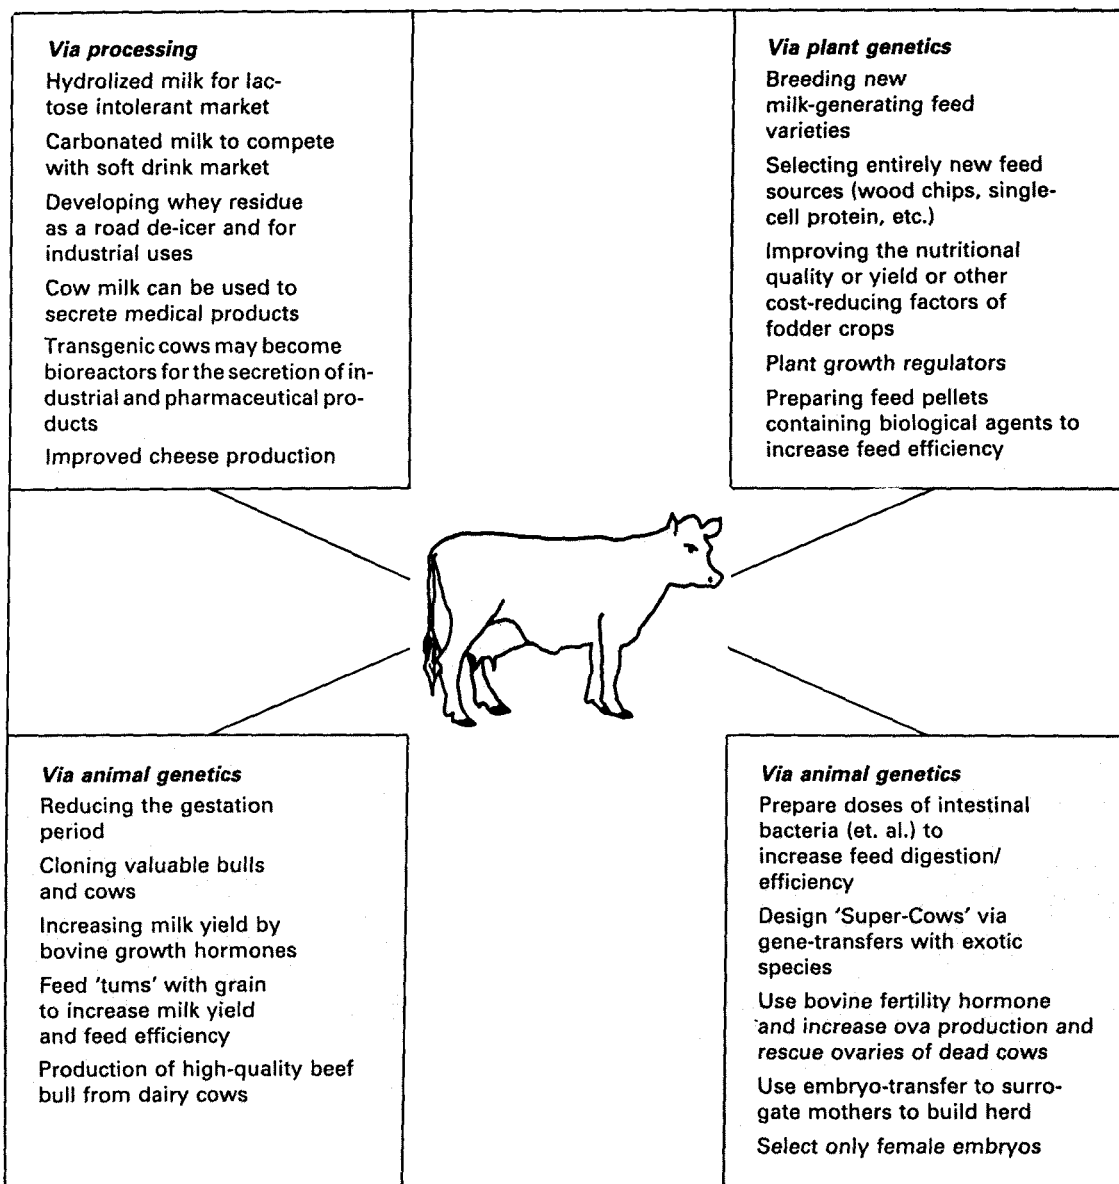 Via processing
Hydrolized milk for lac-
tose intolerant market
Carbonated milk to compete
with soft drink market
Developing whey residue
as a road de-icer and for
industrial uses
Cow milk can be used to
secrete medical products
Transgenic cows may become
bioreactors for the secretion of in-
dustrial and pharmaceutical pro-
ducts
Improved cheese production
Via plant genetics
Breeding new
milk-generating feed
varieties
Selecting entirely new feed
sources (wood chips, single-
cell protein, etc.)
Improving the nutritional
quality or yield or other
cost-reducing factors of
fodder crops
Plant growth regulators
Preparing feed pellets
containing biological agents to
increase feed efficiency
Via animal genetics
Reducing the gestation
period
Cloning valuable bulls
and cows
Increasing milk yield by
bovine growth hormones
Feed 'tums' with grain
to increase milk yield
and feed efficiency
Production of high-quality beef
bull from dairy cows
Via animal genetics
Prepare doses of intestinal
bacteria (et. al.) to
increase feed digestion/
efficiency
Design 'Super-Cows' via
gene-transfers with exotic
species
Use bovine fertility hormone
and increase ova production and
rescue ovaries of dead cows
Use embryo-transfer to surro-
gate mothers to build herd
Select only female embryos